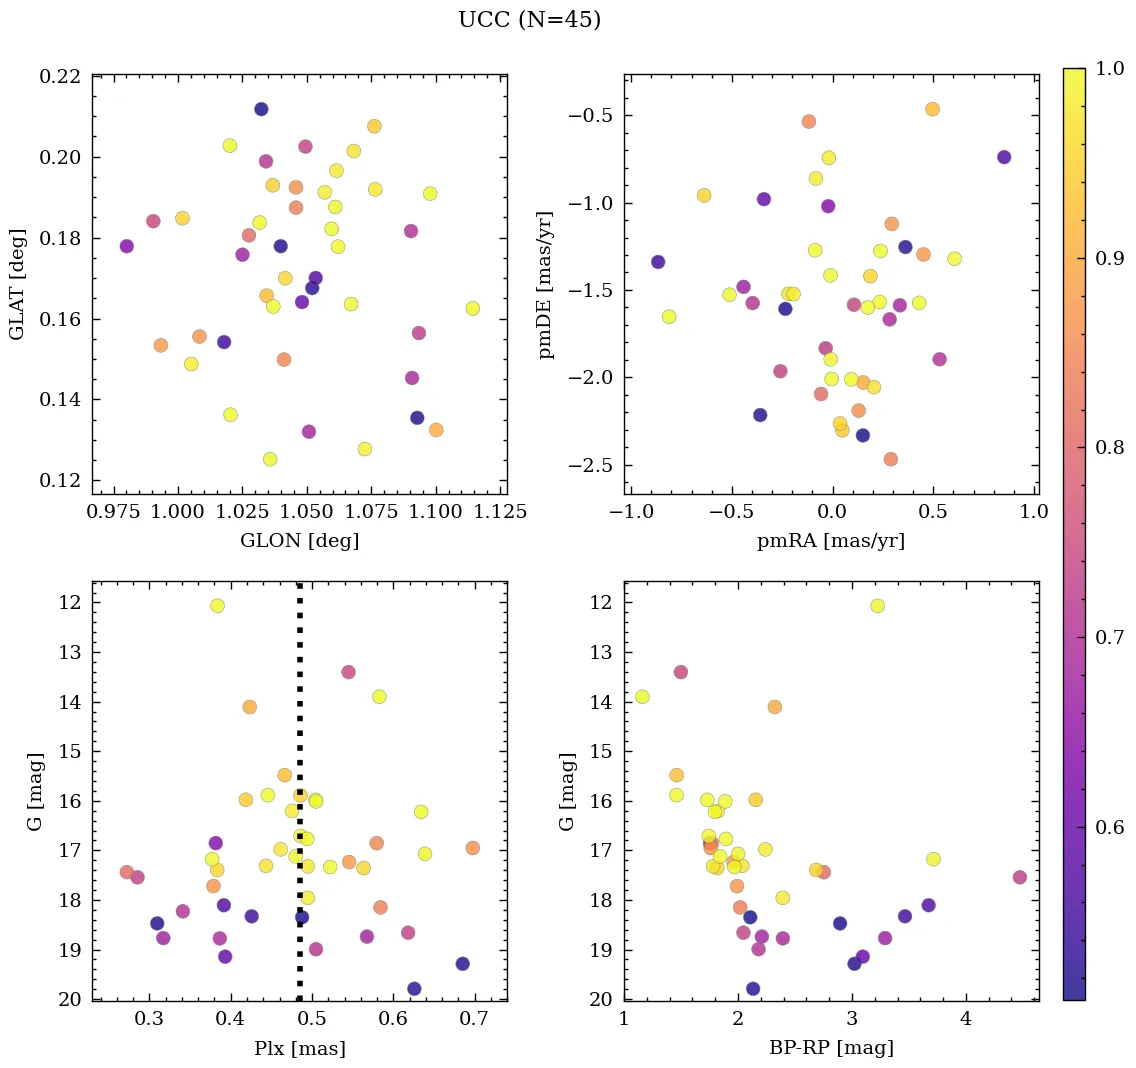 UCC (N=45)
0.22
0.20
0.18
0.16
0.14
0.12
GLAT [deg]
0.975 1.000 1.025 1.050 1.075 1.100 1.125
GLON [deg]
−0.5
−1.0
−1.5
−2.0
−2.5
pmDE [mas/yr]
−1.0 −0.5 0.0 0.5 1.0
pmRA [mas/yr]
12
13
14
15
16
17
18
19
20
G [mag]
0.3 0.4 0.5 0.6 0.7
Plx [mas]
12
13
14
15
16
17
18
19
20
G [mag]
1 2 3 4
BP-RP [mag]
1.0
0.9
0.8
0.7
0.6